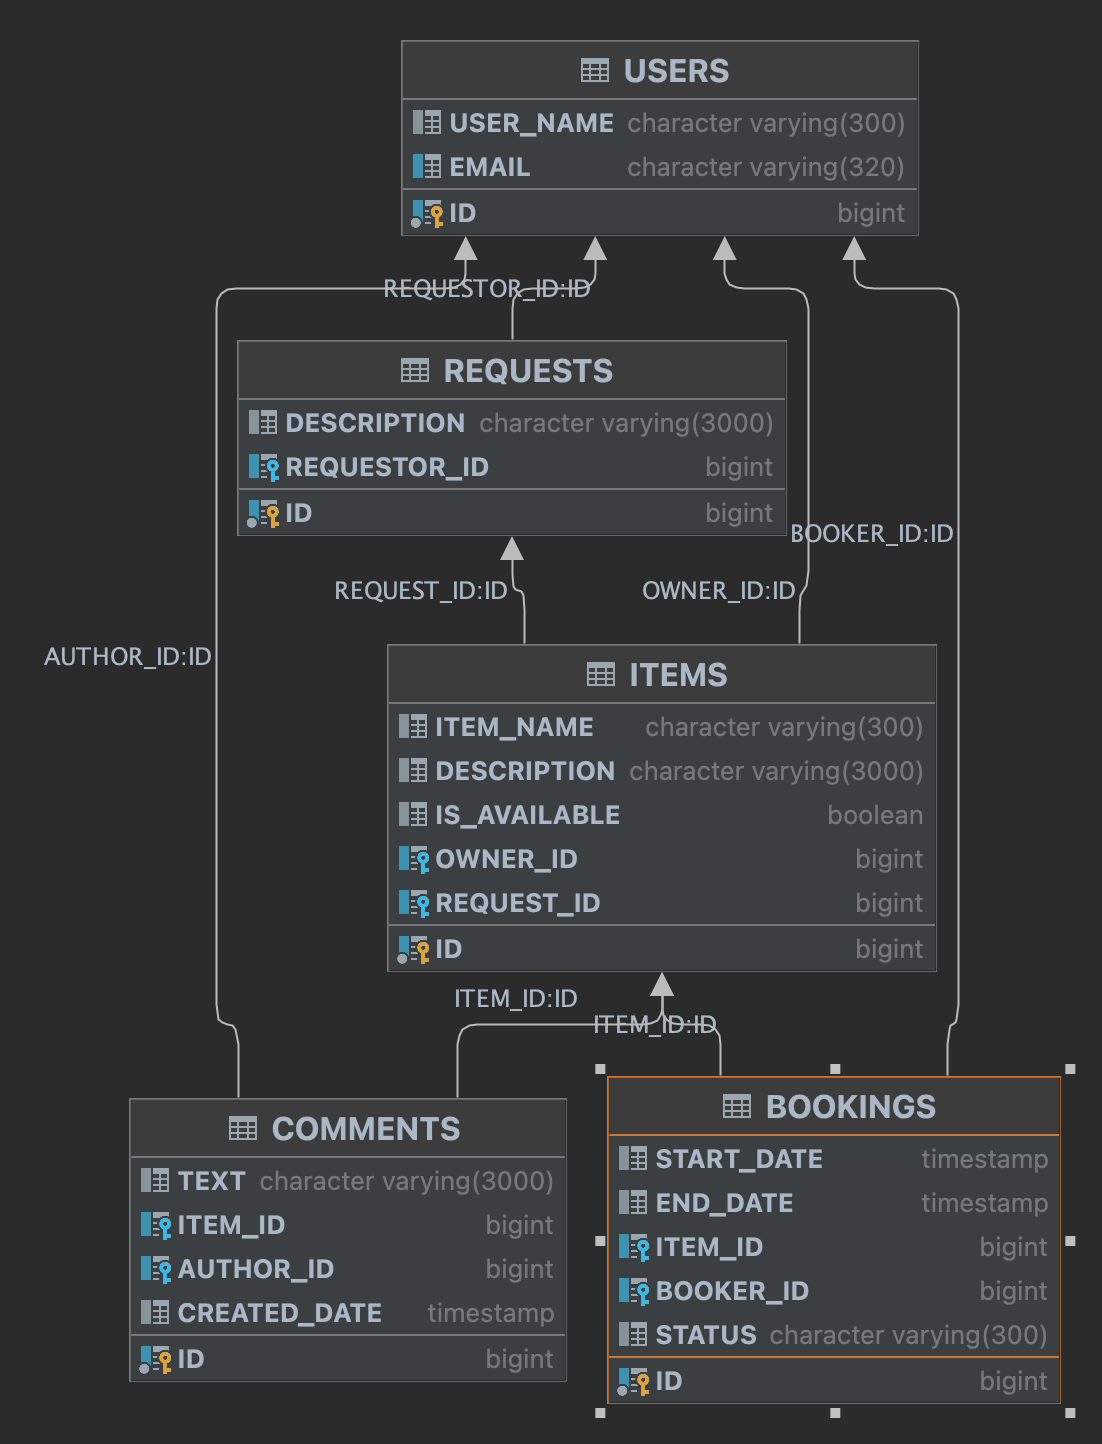 USERS
USER_NAME character varying(300)
EMAIL character varying(320)
ID bigint
REQUESTOR_ID:ID
REQUESTS
DESCRIPTION character varying(3000)
REQUESTOR_ID bigint
ID bigint
BOOKER_ID:ID
REQUEST_ID:ID
OWNER_ID:ID
AUTHOR_ID:ID
ITEMS
ITEM_NAME character varying(300)
DESCRIPTION character varying(3000)
IS_AVAILABLE boolean
OWNER_ID bigint
REQUEST_ID bigint
ID bigint
ITEM_ID:ID
ITEM_ID:ID
COMMENTS
TEXT character varying(3000)
ITEM_ID bigint
AUTHOR_ID bigint
CREATED_DATE timestamp
ID bigint
BOOKINGS
START_DATE timestamp
END_DATE timestamp
ITEM_ID bigint
BOOKER_ID bigint
STATUS character varying(300)
ID bigint